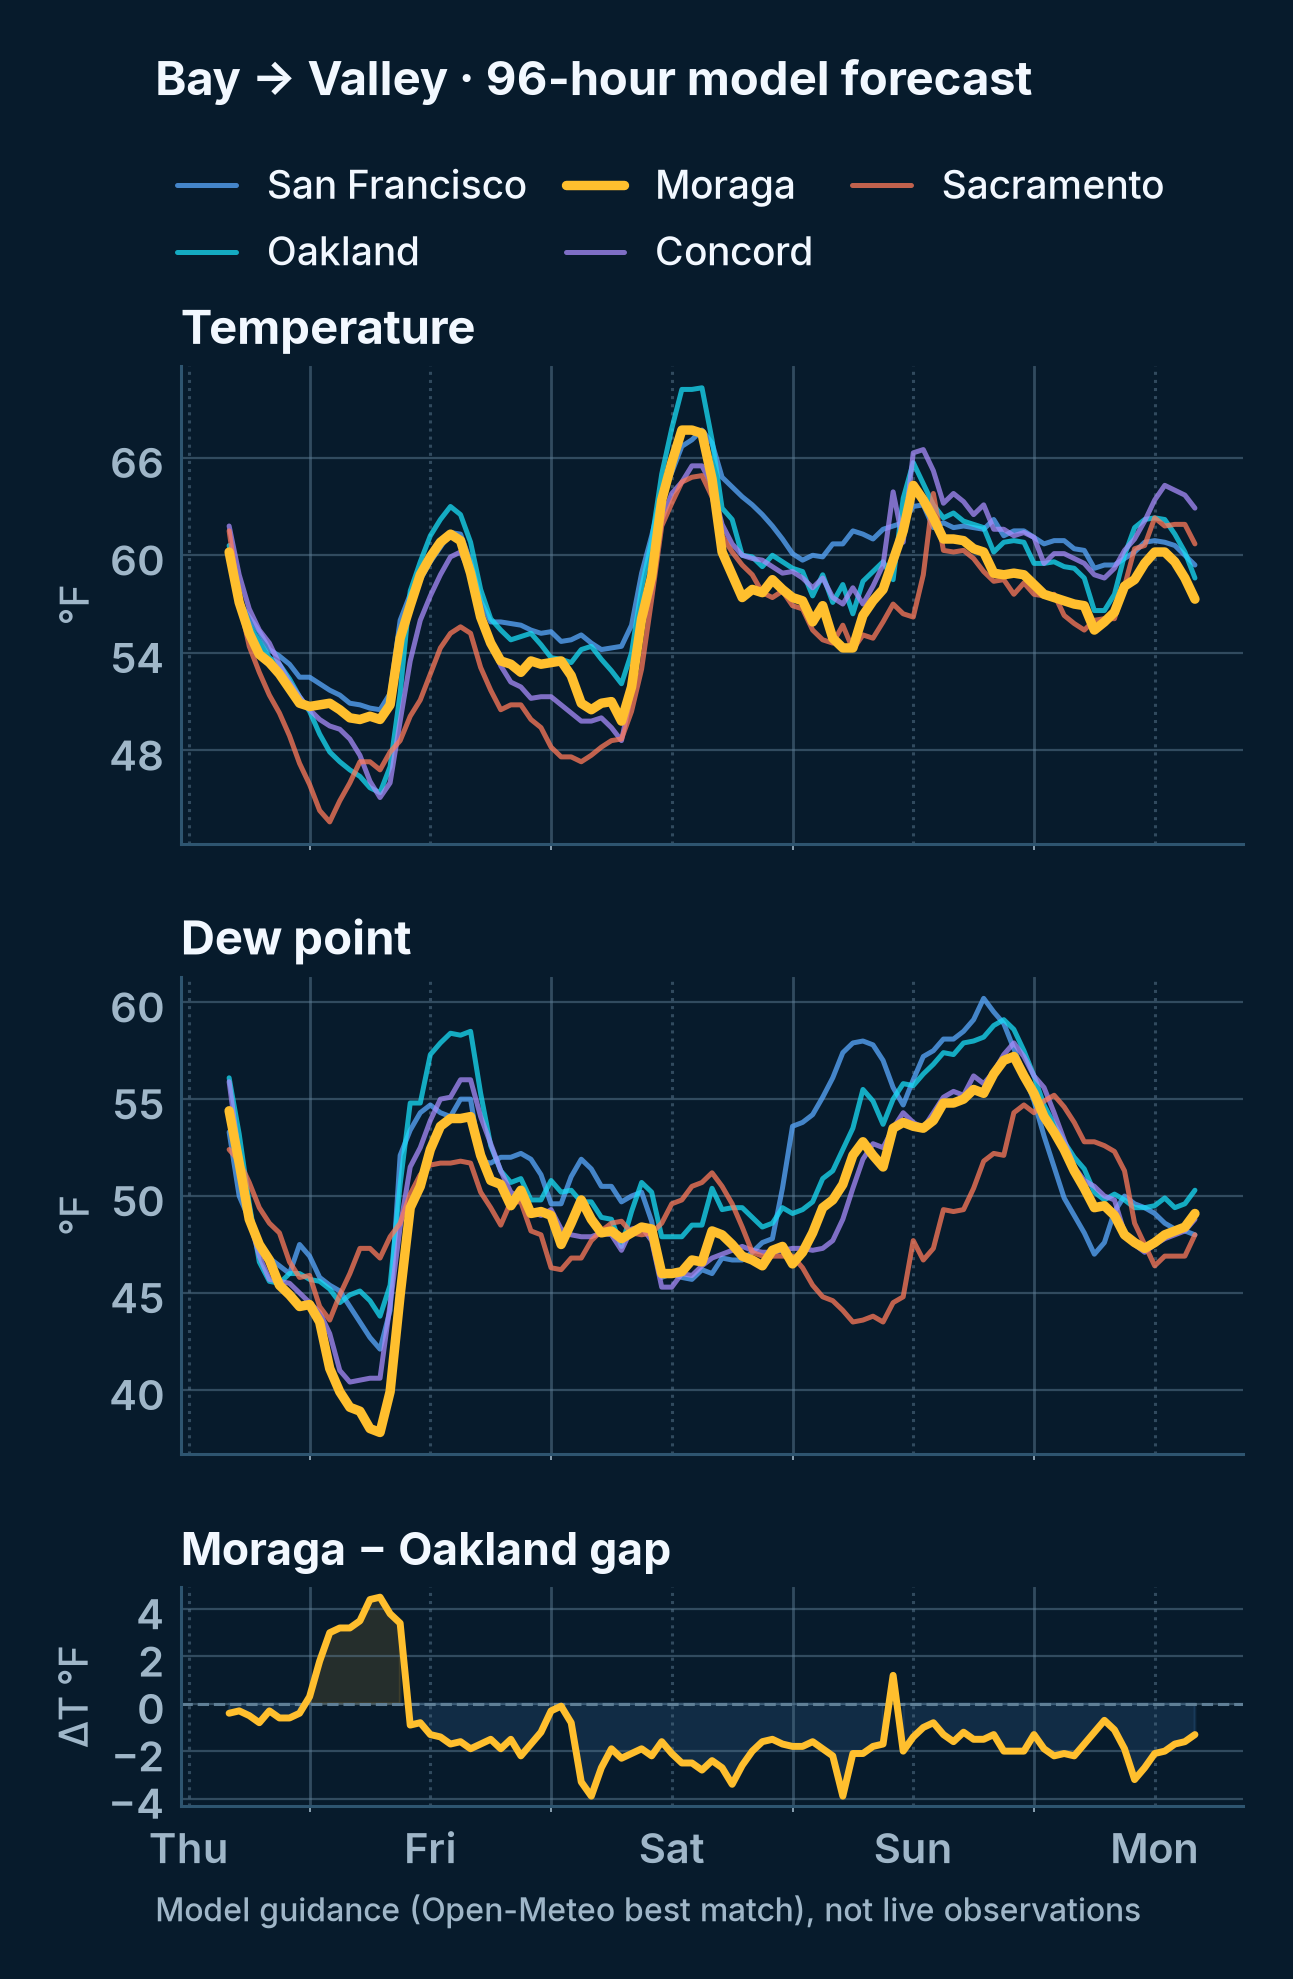 Bay → Valley · 96-hour model forecast
San Francisco Moraga Sacramento
Oakland Concord
Temperature
66
60
54
48
°F
Dew point
60
55
50
45
40
°F
Moraga − Oakland gap
4
2
0
−2
−4
ΔT °F
Thu Fri Sat Sun Mon
Model guidance (Open-Meteo best match), not live observations